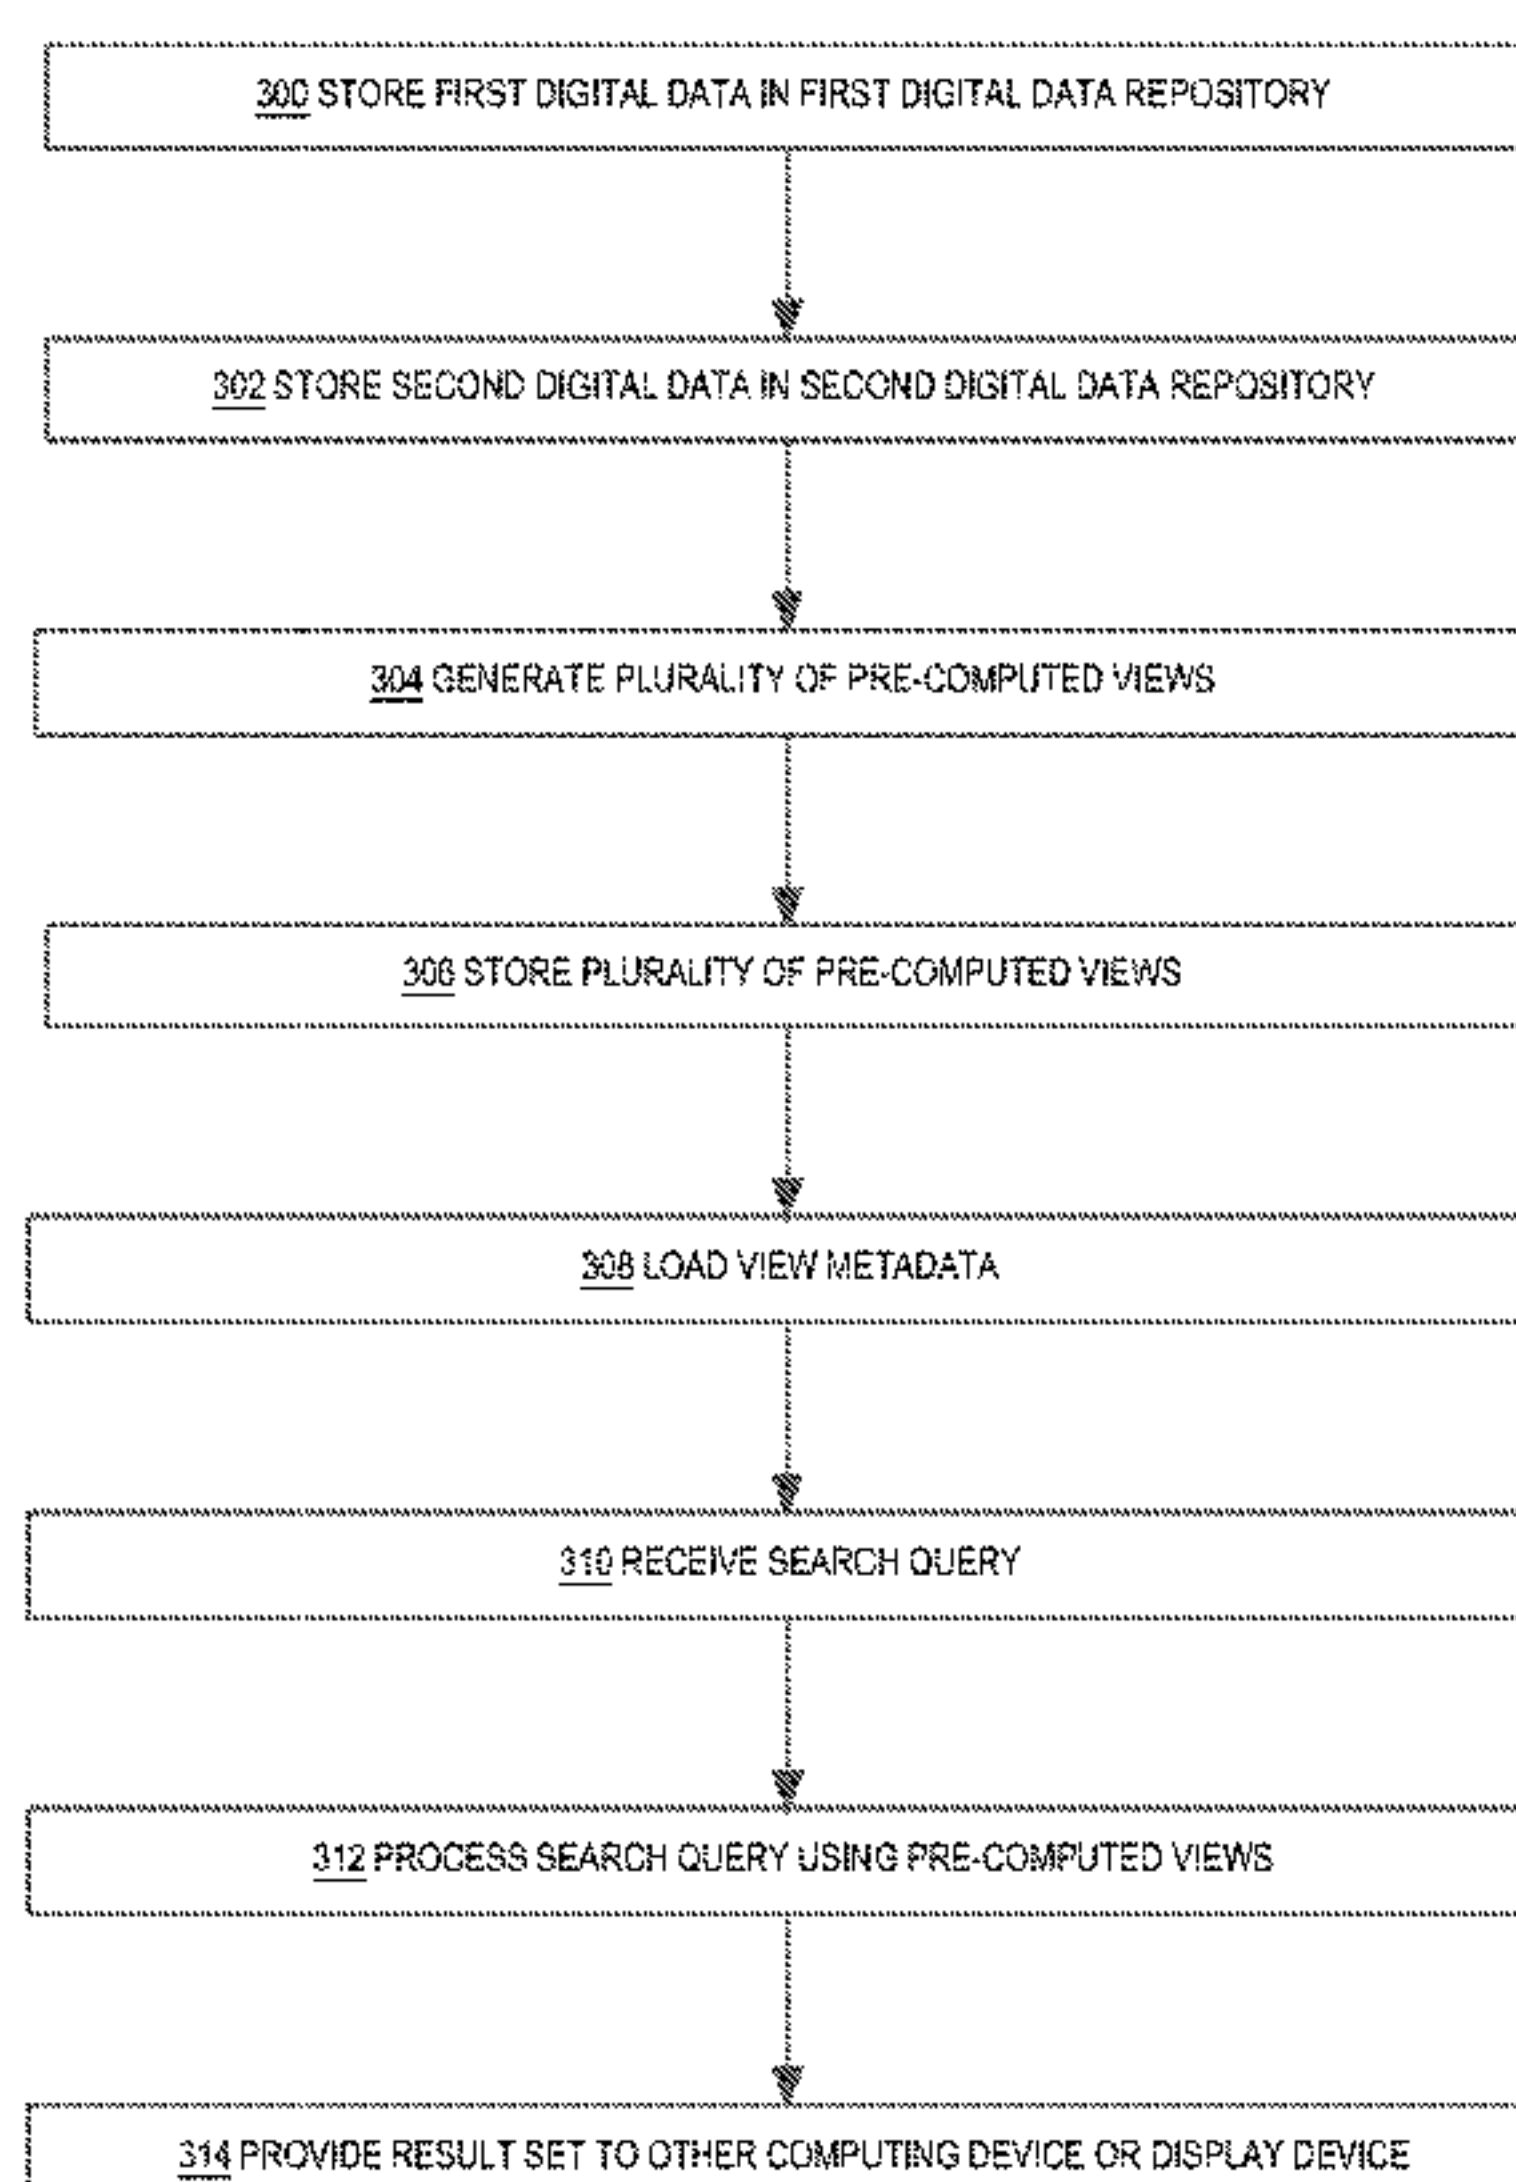 300 STORE FIRST DIGITAL DATA IN FIRST DIGITAL DATA REPOSITORY
302 STORE SECOND DIGITAL DATA IN SECOND DIGITAL DATA REPOSITORY
304 GENERATE PLURALITY OF PRE-COMPUTED VIEWS
306 STORE PLURALITY OF PRE-COMPUTED VIEWS
308 LOAD VIEW METADATA
310 RECEIVE SEARCH QUERY
312 PROCESS SEARCH QUERY USING PRE-COMPUTED VIEWS
314 PROVIDE RESULT SET TO OTHER COMPUTING DEVICE OR DISPLAY DEVICE